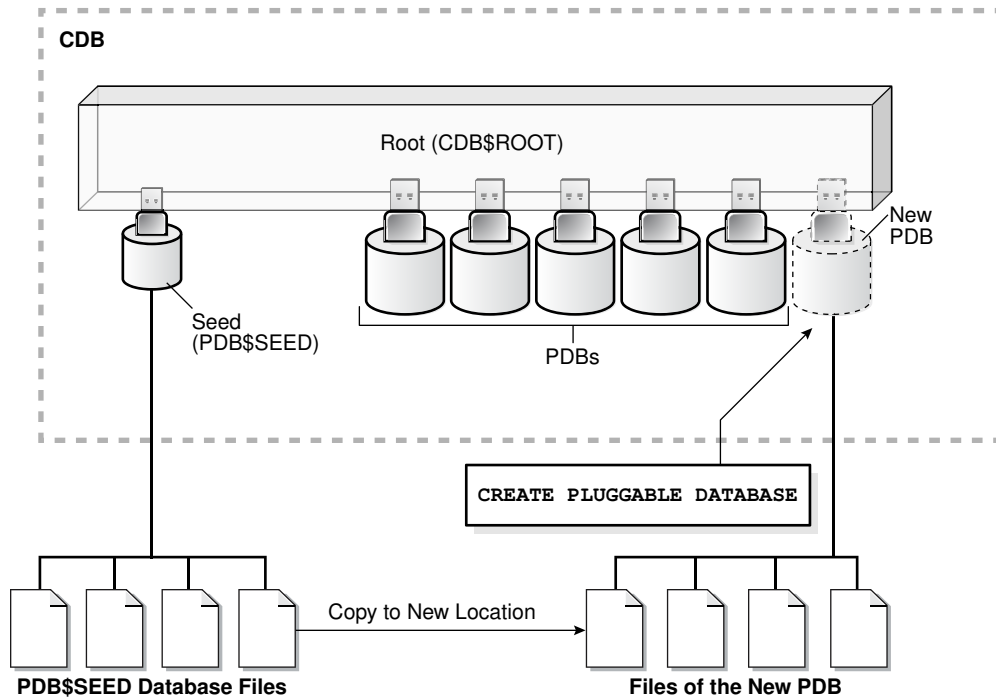 CDB
Root (CDB$ROOT)
New
PDB
Seed
(PDB$SEED)
PDBs
CREATE PLUGGABLE DATABASE
Copy to New Location
PDB$SEED Database Files
Files of the New PDB